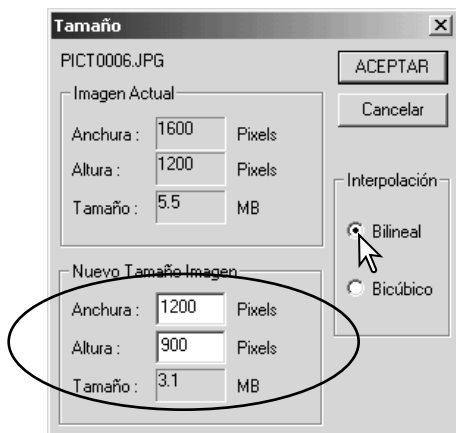 Tamaño
PICT0006.JPG
ACEPTAR
Cancelar
Imagen Actual
Anchura : 1600 Pixels
Altura : 1200 Pixels
Tamaño : 5.5 MB
Interpolación
Bilineal
Bicúbico
Nuevo Tamaño Imagen
Anchura : 1200 Pixels
Altura : 900 Pixels
Tamaño : 3.1 MB